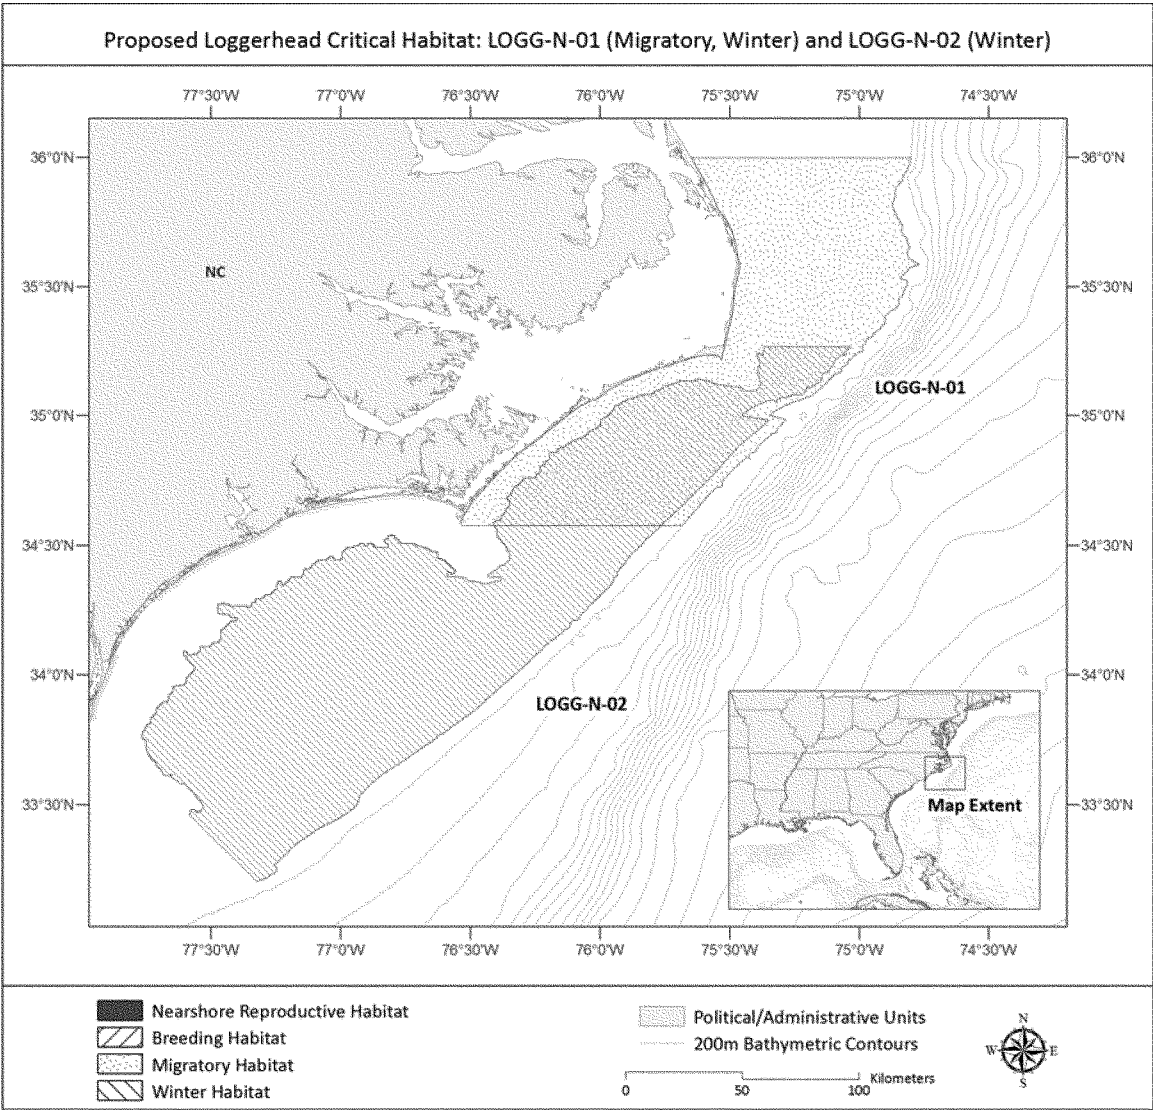 Proposed Loggerhead Critical Habitat: LOGG-N-01 (Migratory, Winter) and LOGG-N-02 (Winter)
77°30'W 77°0'W 76°30'W 76°0'W 75°30'W 75°0'W 74°30'W
36°0'N 36°0'N
NC
35°30'N 35°30'N
LOGG-N-01
35°0'N 35°0'N
34°30'N 34°30'N
34°0'N 34°0'N
LOGG-N-02
33°30'N 33°30'N
Map Extent
77°30'W 77°0'W 76°30'W 76°0'W 75°30'W 75°0'W 74°30'W
Nearshore Reproductive Habitat
Breeding Habitat
Migratory Habitat
Winter Habitat
Political/Administrative Units
200m Bathymetric Contours
Kilometers
0 50 100
N
W E
S